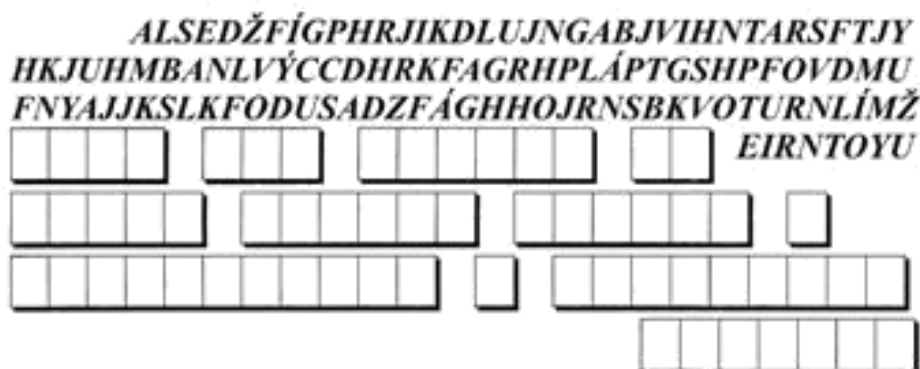 ALSEDŽFÍGPHRJIKDLUJNGABJVIHNTARSFTJY
HKJUHMBANLVÝCCDHRKFAGRHPLÁPTGSHPFOVDMU
FNYAJJKSLKFODUSADZFÁGHHOJRNSBKVOTURNLÍMŽ
EIRNTOYU